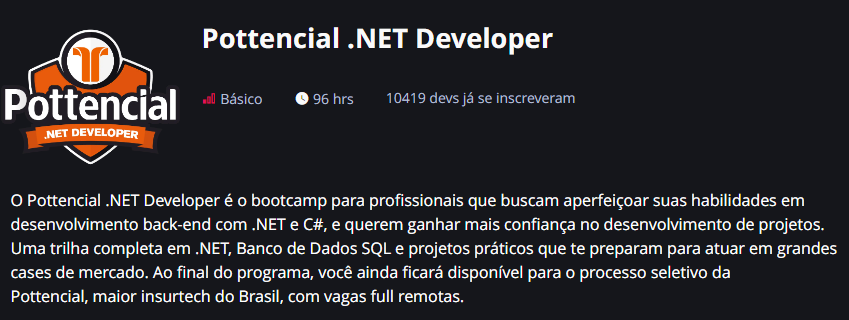 Pottencial .NET Developer
Pottencial
.NET DEVELOPER
Básico 96 hrs 10419 devs já se inscreveram
O Pottencial .NET Developer é o bootcamp para profissionais que buscam aperfeiçoar suas habilidades em
desenvolvimento back-end com .NET e C#, e querem ganhar mais confiança no desenvolvimento de projetos.
Uma trilha completa em .NET, Banco de Dados SQL e projetos práticos que te preparam para atuar em grandes
cases de mercado. Ao final do programa, você ainda ficará disponível para o processo seletivo da
Pottencial, maior insurtech do Brasil, com vagas full remotas.